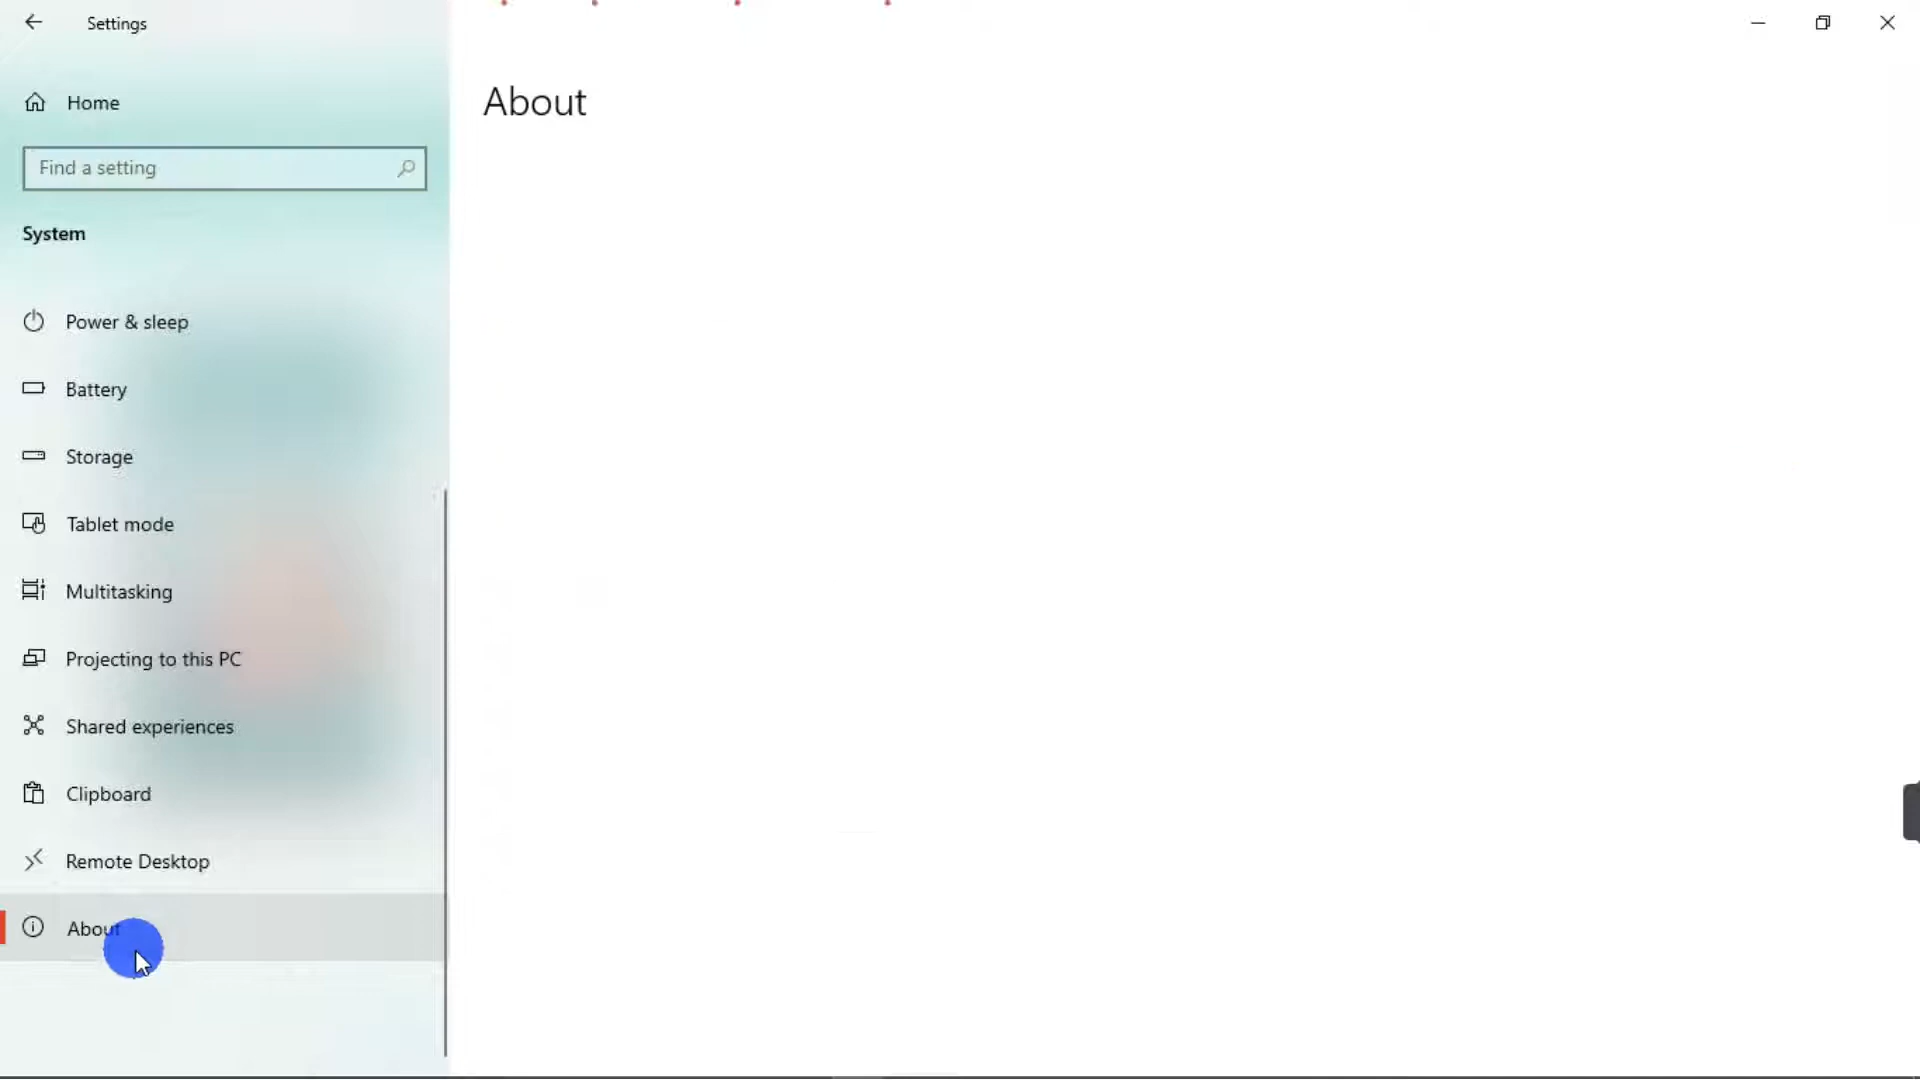 Settings
Home
Find a setting
System
Power & sleep
Battery
Storage
Tablet mode
Multitasking
Projecting to this PC
Shared experiences
Clipboard
Remote Desktop
About
About